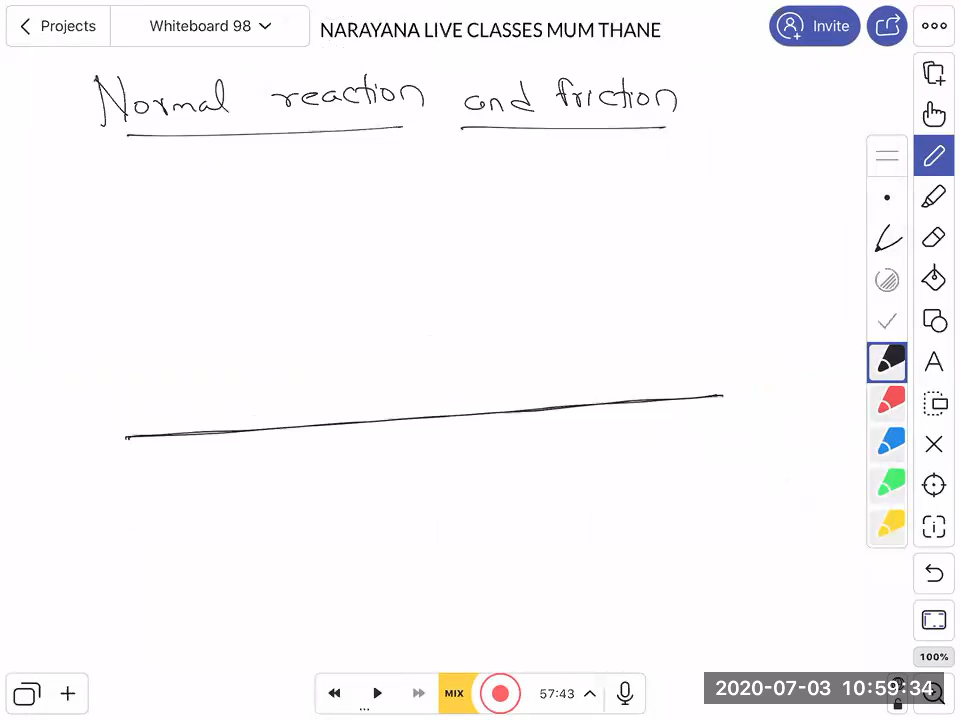 Projects
Whiteboard 98
NARAYANA LIVE CLASSES MUM THANE
Invite
Normal reaction and friction
A
100%
MIX
57:43
2020-07-03 10:59:34